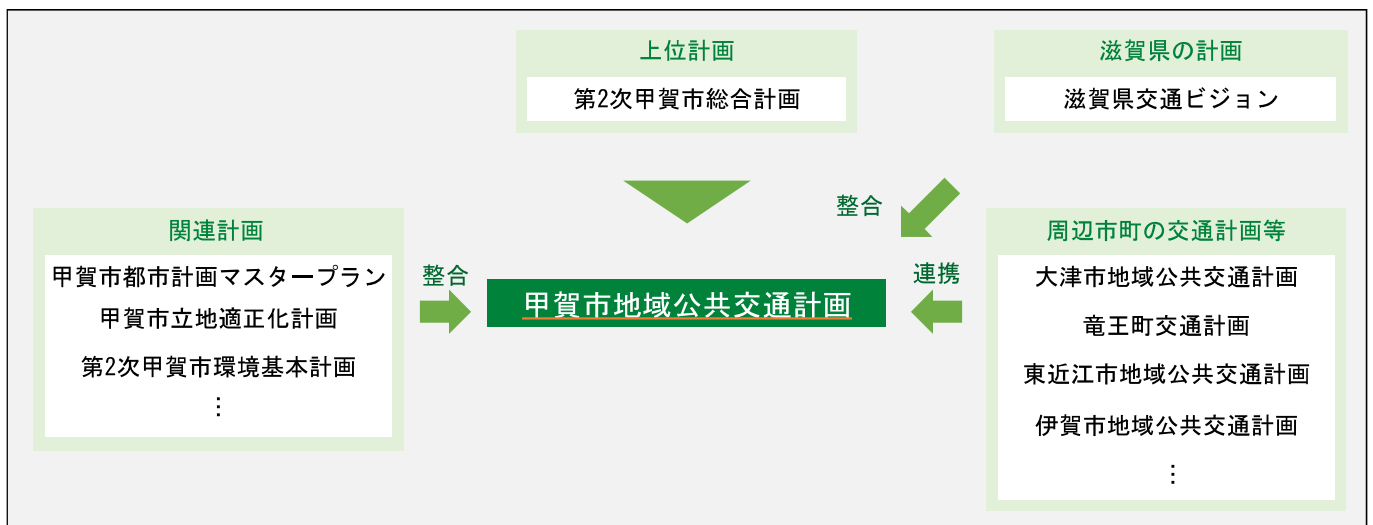 上位計画
第2次甲賀市総合計画
滋賀県の計画
滋賀県交通ビジョン
関連計画
甲賀市都市計画マスタープラン
甲賀市立地適正化計画
第2次甲賀市環境基本計画
⋮
整合
甲賀市地域公共交通計画
整合
連携
周辺市町の交通計画等
大津市地域公共交通計画
竜王町交通計画
東近江市地域公共交通計画
伊賀市地域公共交通計画
⋮